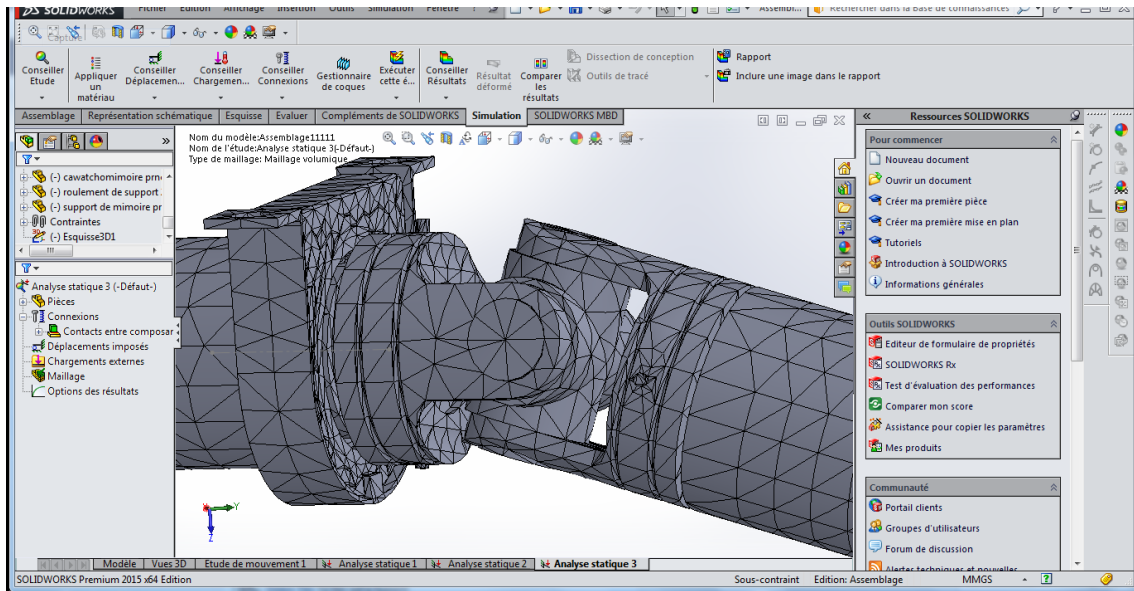 SOLIDWORKS
Fichier Edition Affichage Insertion Outils Simulation Fenêtre ?
Assembl...
Rechercher dans la base de connaissances
Capture
Conseiller Etude
Appliquer un matériau
Conseiller Déplacemen...
Conseiller Chargemen...
Conseiller Connexions
Gestionnaire de coques
Exécuter cette é...
Conseiller Résultats
Résultat déformé
Comparer les résultats
Dissection de conception
Outils de tracé
Rapport
Inclure une image dans le rapport
Assemblage Représentation schématique Esquisse Evaluer Compléments de SOLIDWORKS Simulation SOLIDWORKS MBD
(-) cawatchomimoire prn
(-) roulement de support
(-) support de mimoire pr
Contraintes
(-) Esquisse3D1
Analyse statique 3 (-Défaut-)
Pièces
Connexions
Contacts entre composar
Déplacements imposés
Chargements externes
Maillage
Options des résultats
Nom du modèle:Assemblage11111
Nom de l'étude:Analyse statique 3(-Défaut-)
Type de maillage: Maillage volumique
Y
Z
Ressources SOLIDWORKS
Pour commencer
Nouveau document
Ouvrir un document
Créer ma première pièce
Créer ma première mise en plan
Tutoriels
Introduction à SOLIDWORKS
Informations générales
Outils SOLIDWORKS
Editeur de formulaire de propriétés
SOLIDWORKS Rx
Test d'évaluation des performances
Comparer mon score
Assistance pour copier les paramètres
Mes produits
Communauté
Portail clients
Groupes d'utilisateurs
Forum de discussion
Alertes techniques et nouvelles
Modèle Vues 3D Etude de mouvement 1 Analyse statique 1 Analyse statique 2 Analyse statique 3
SOLIDWORKS Premium 2015 x64 Edition
Sous-contraint Edition: Assemblage MMGS